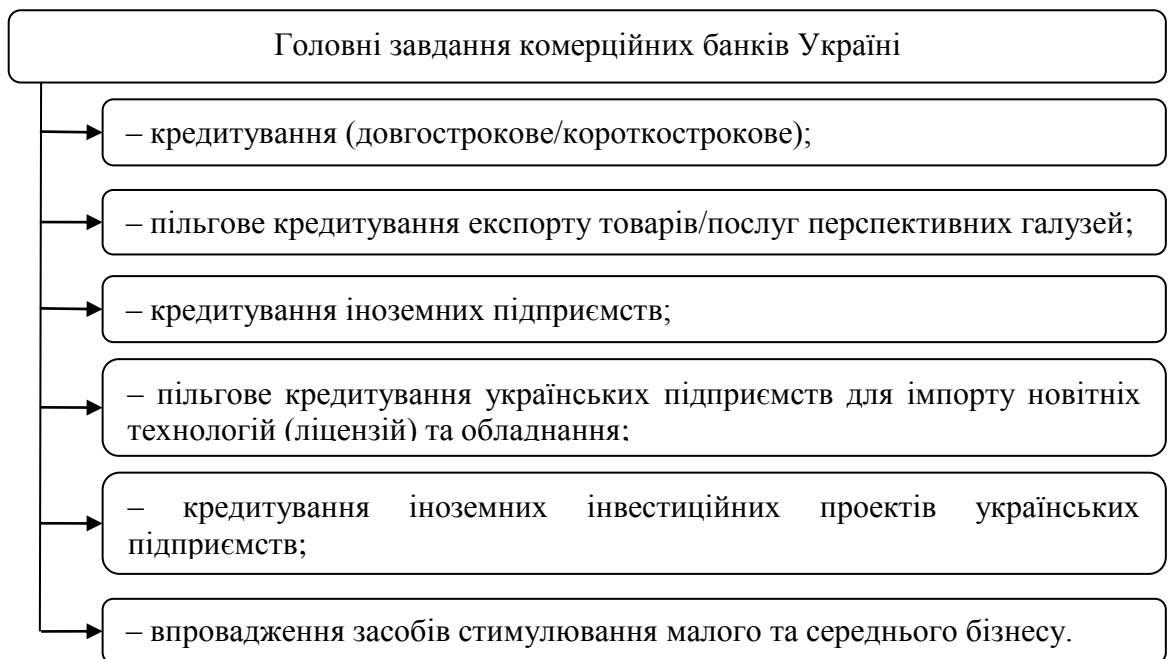 Головні завдання комерційних банків Україні
– кредитування (довгострокове/короткострокове);
– пільгове кредитування експорту товарів/послуг перспективних галузей;
– кредитування іноземних підприємств;
– пільгове кредитування українських підприємств для імпорту новітніх
технологій (ліцензій) та обладнання;
– кредитування іноземних інвестиційних проектів українських
підприємств;
– впровадження засобів стимулювання малого та середнього бізнесу.